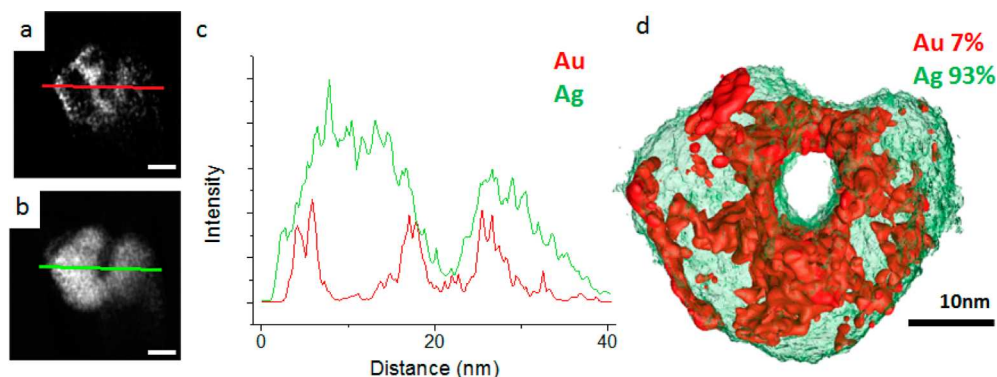 a
b
c
Au
Ag
Intensity
0
20
40
Distance (nm)
d
Au 7%
Ag 93%
10nm